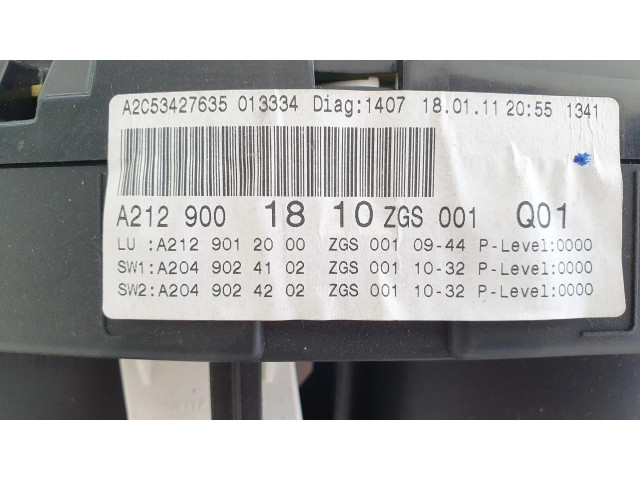 A2C53427635 013334 Diag:1407 18.01.11 20:55 1341
A212 900 18 10 ZGS 001 Q01
LU :A212 901 20 00 ZGS 001 09-44 P-Level:0000
SW1:A204 902 41 02 ZGS 001 10-32 P-Level:0000
SW2:A204 902 42 02 ZGS 001 10-32 P-Level:0000